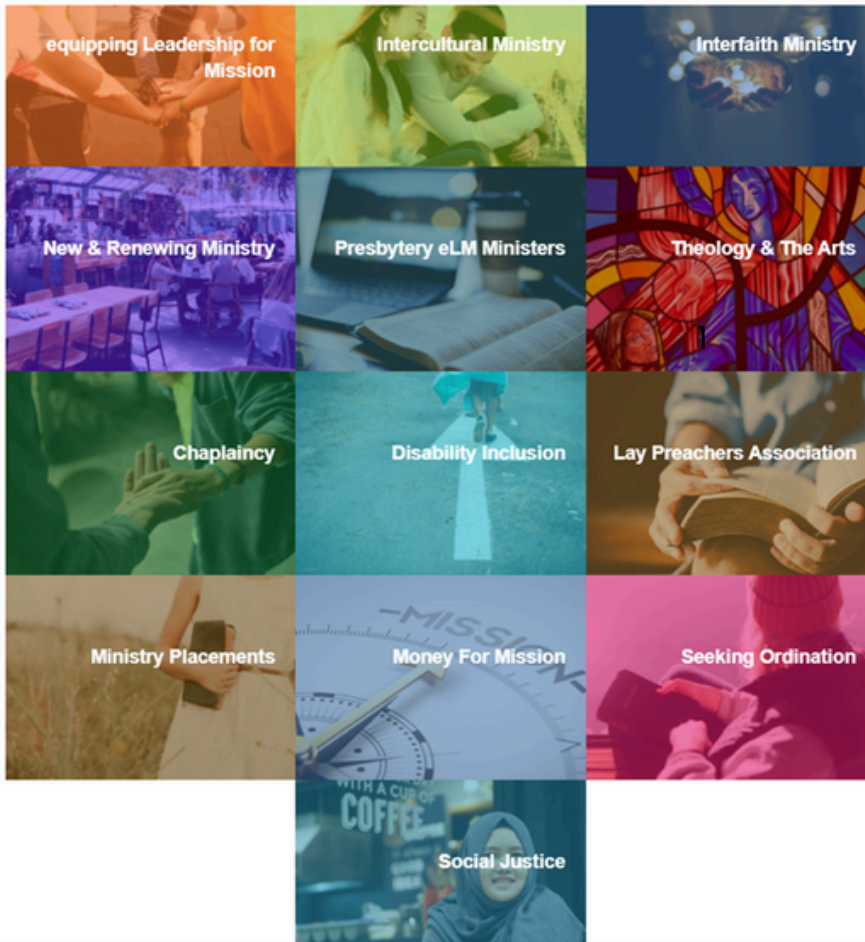 equipping Leadership for
Mission
Intercultural Ministry
Interfaith Ministry
New & Renewing Ministry
Presbytery eLM Ministers
Theology & The Arts
1
Chaplaincy
Disability Inclusion
Lay Preachers Association
Ministry Placements
-MISSION-
Money For Mission
Seeking Ordination
WITH A CUP OF
COFFEE
Social Justice